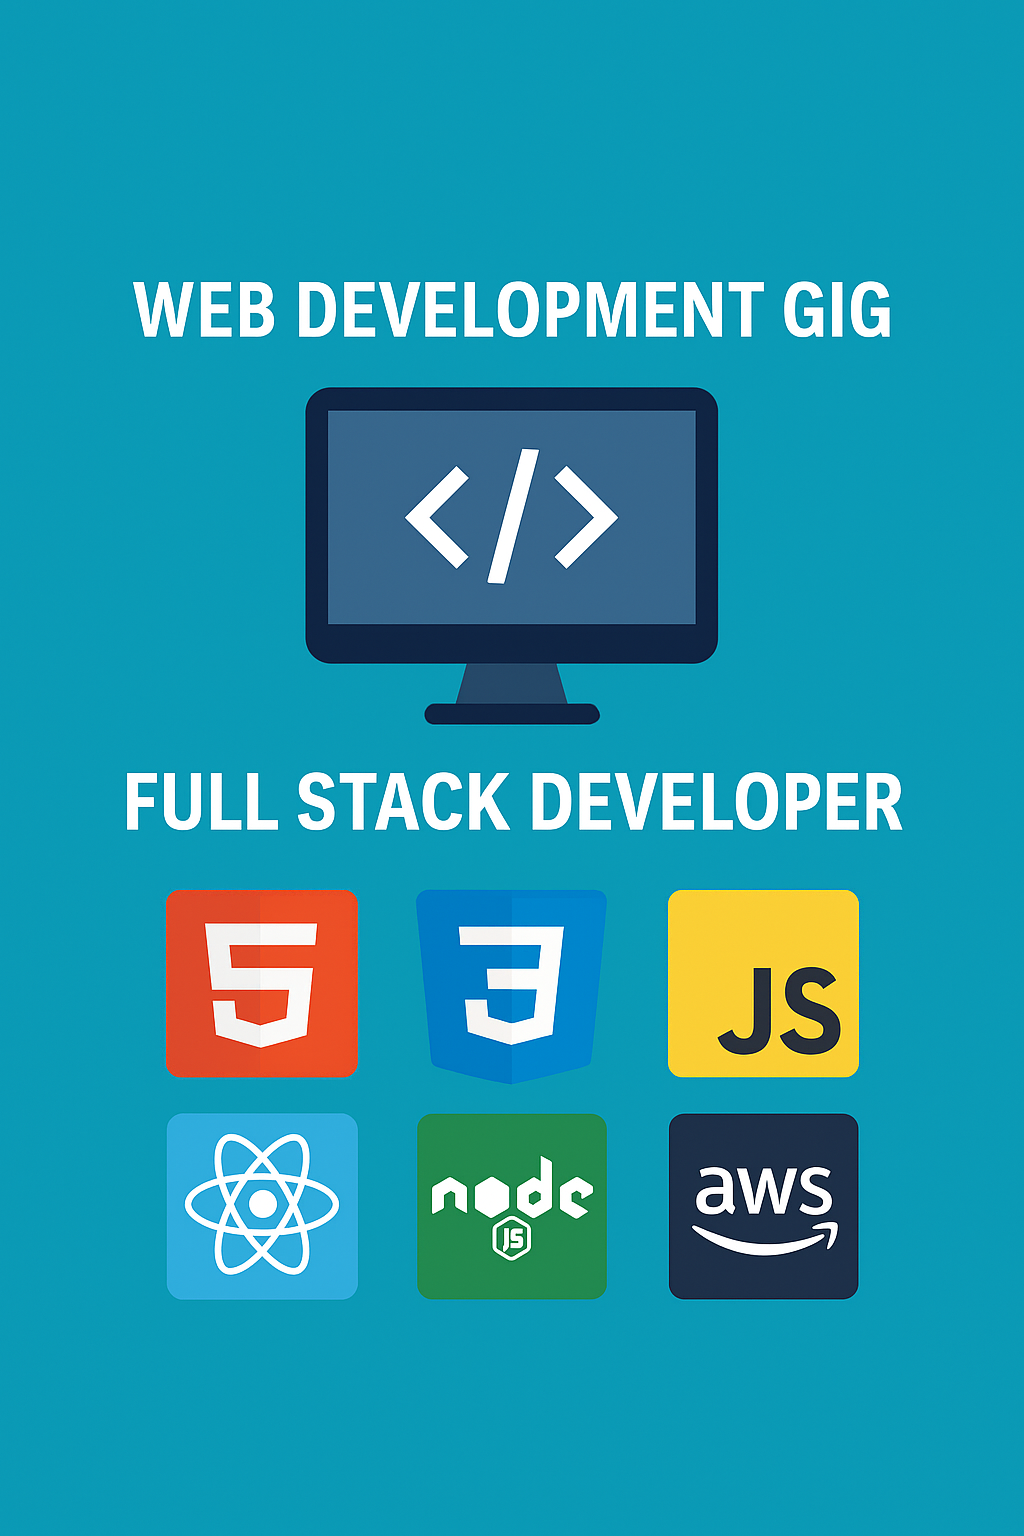 WEB DEVELOPMENT GIG
</>
FULL STACK DEVELOPER
5 3 JS
node aws
JS